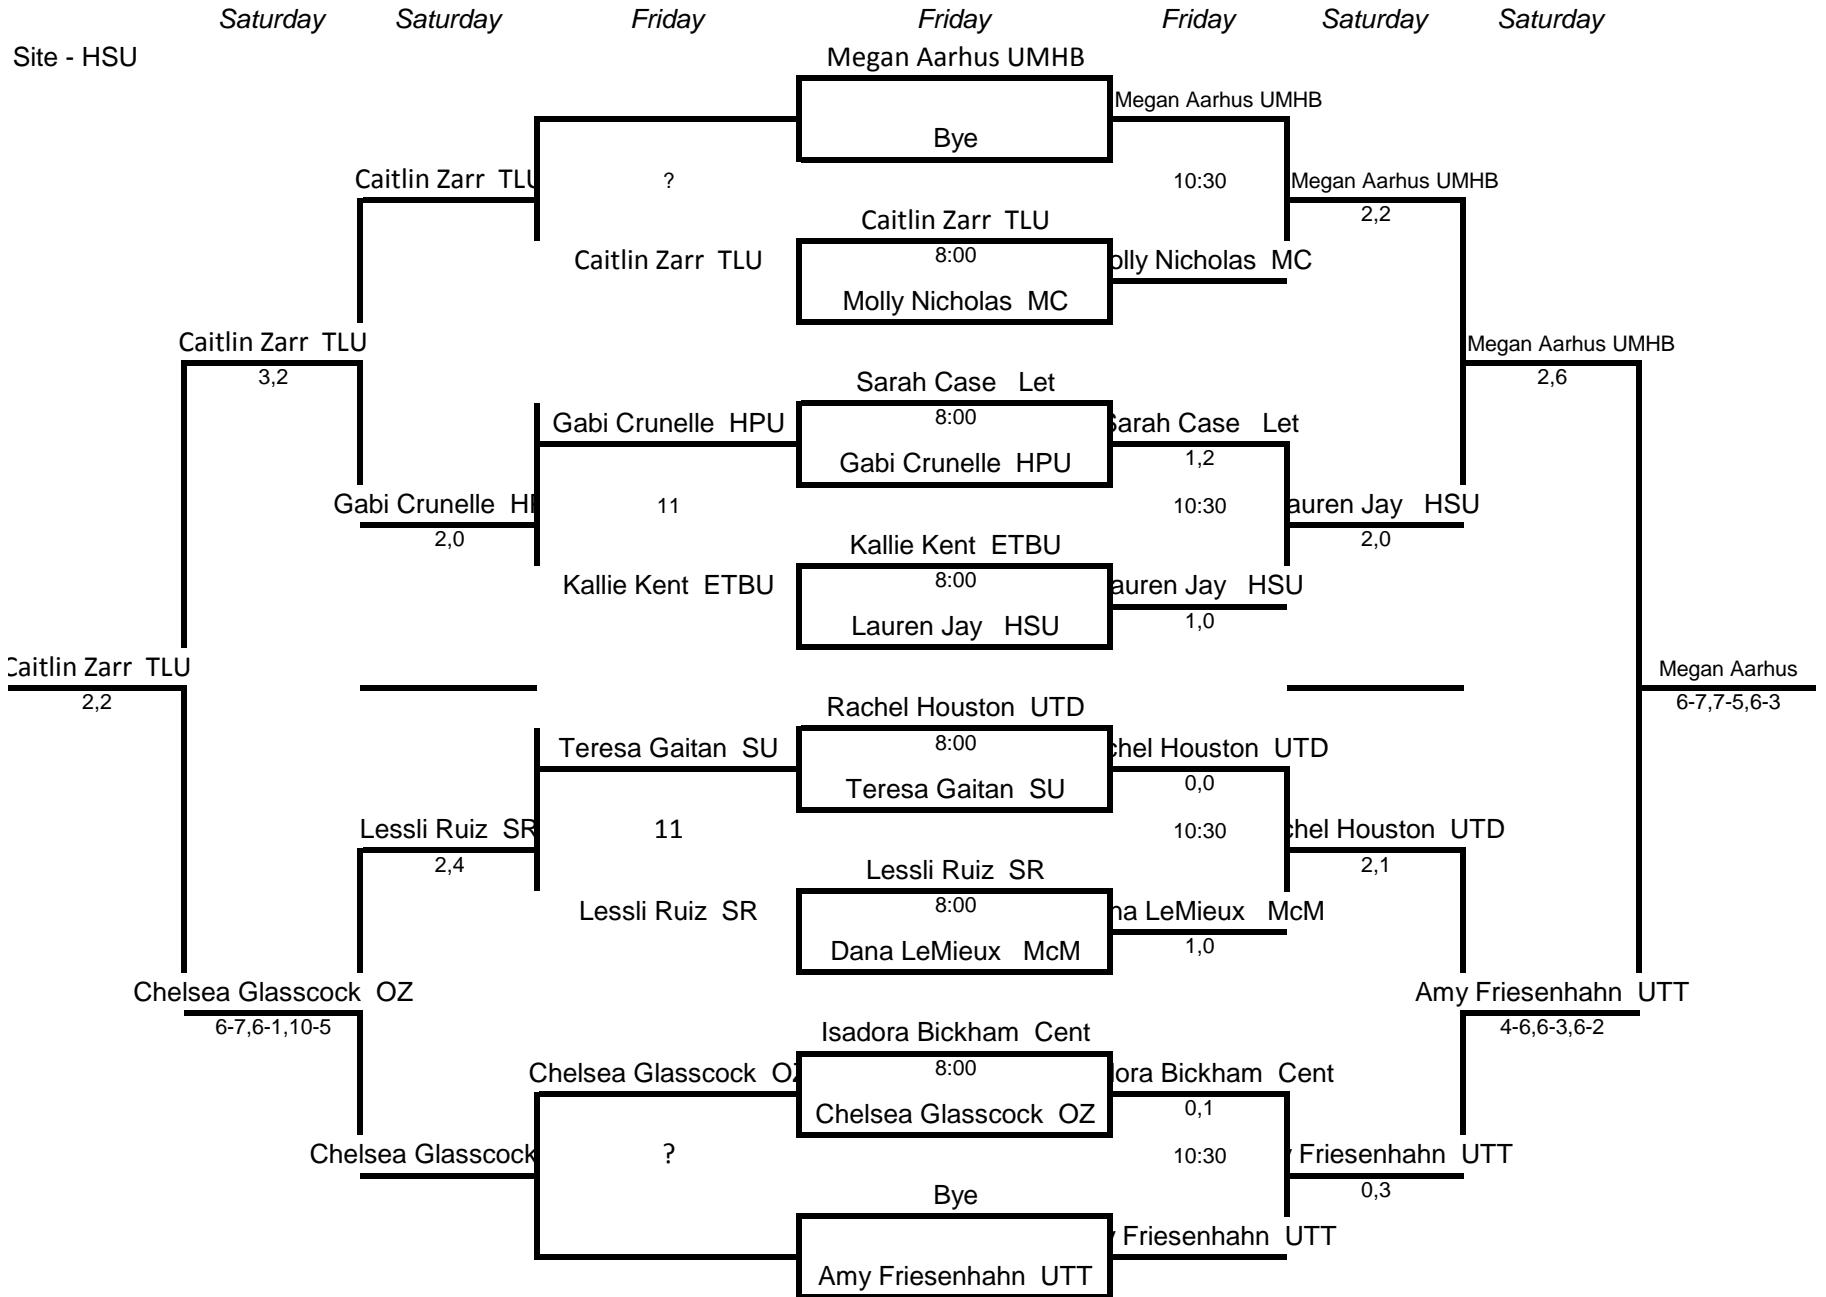 Saturday Saturday Friday Friday Friday Saturday Saturday
Site - HSU
Megan Aarhus UMHB
Megan Aarhus UMHB
Bye
Caitlin Zarr TLU ? 10:30 Megan Aarhus UMHB
2,2
Caitlin Zarr TLU
8:00
Caitlin Zarr TLU olly Nicholas MC
Molly Nicholas MC
Caitlin Zarr TLU Megan Aarhus UMHB
3,2 2,6
Sarah Case Let
8:00
Gabi Crunelle HPU Sarah Case Let
Gabi Crunelle HPU 1,2
Gabi Crunelle HP 11 10:30 auren Jay HSU
2,0 2,0
Kallie Kent ETBU
8:00
Kallie Kent ETBU auren Jay HSU
Lauren Jay HSU 1,0
Caitlin Zarr TLU Megan Aarhus
2,2 6-7,7-5,6-3
Rachel Houston UTD
8:00
Teresa Gaitan SU chel Houston UTD
Teresa Gaitan SU 0,0
Lessli Ruiz SR 11 10:30 chel Houston UTD
2,4 2,1
Lessli Ruiz SR
8:00
Lessli Ruiz SR na LeMieux McM
Dana LeMieux McM 1,0
Chelsea Glasscock OZ Amy Friesenhahn UTT
6-7,6-1,10-5 4-6,6-3,6-2
Isadora Bickham Cent
8:00
Chelsea Glasscock OZ dora Bickham Cent
Chelsea Glasscock OZ 0,1
Chelsea Glasscock ? 10:30 y Friesenhahn UTT
0,3
Bye
y Friesenhahn UTT
Amy Friesenhahn UTT